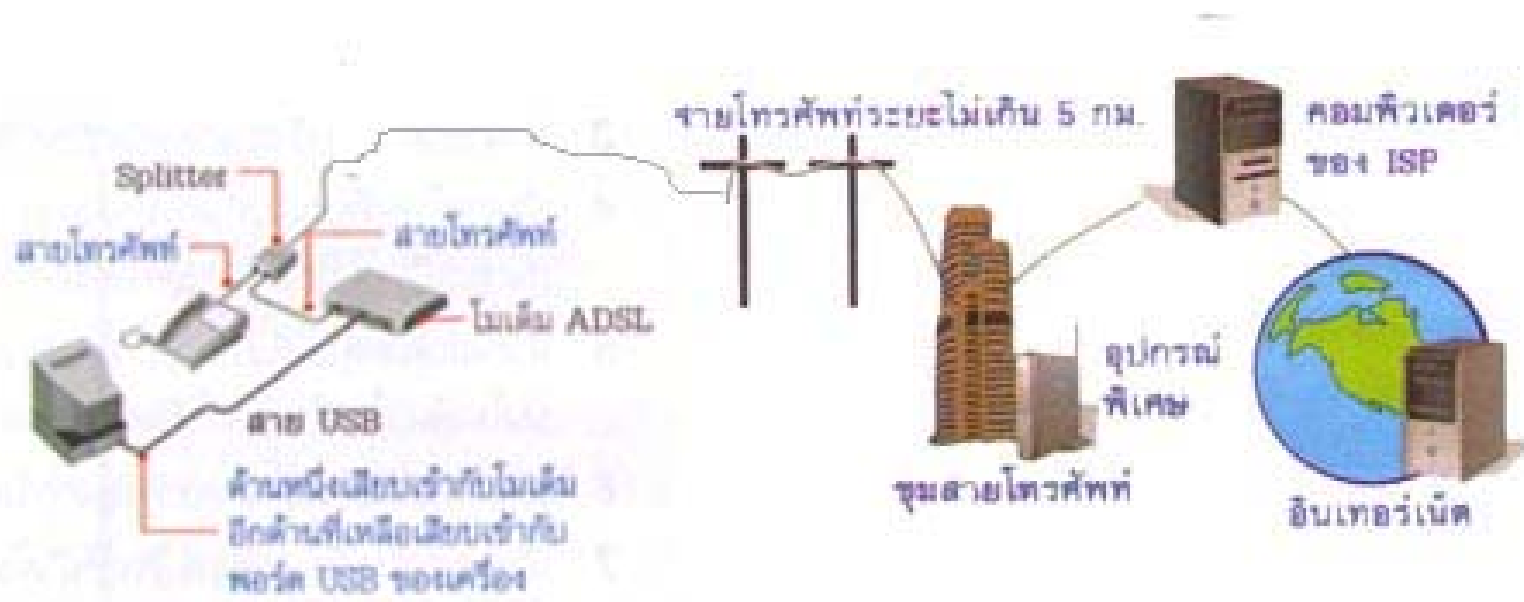 สายโทรศัพท์ระยะไม่เกิน 5 กม.
คอมพิวเตอร์
ของ ISP
Splitter
สายโทรศัพท์
สายโทรศัพท์
โมเด็ม ADSL
สาย USB
ด้านหนึ่งเสียบเข้ากับโมเด็ม
อีกด้านที่เหลือเสียบเข้ากับ
พอร์ต USB ของเครื่อง
อุปกรณ์
พิเศษ
ชุมสายโทรศัพท์
อินเทอร์เน็ต